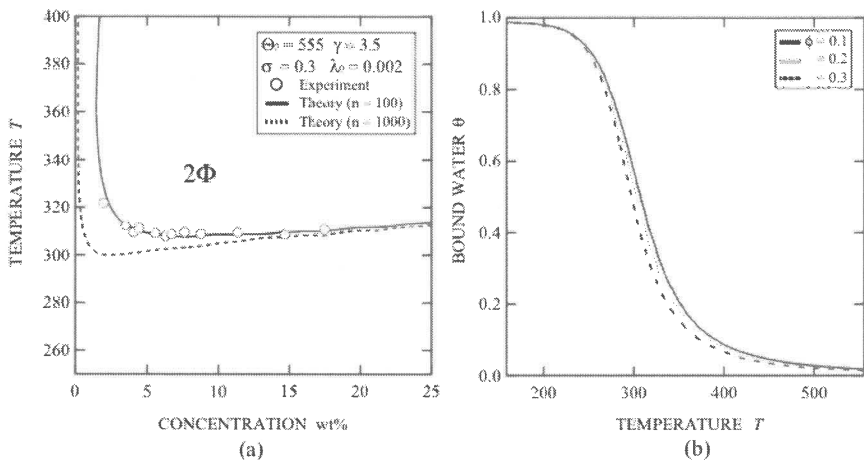 TEMPERATURE T
400
380
360
340
320
300
280
260
Θ₀ = 555 γ = 3.5
σ = 0.3 λ₀ = 0.002
Experiment
Theory (n = 100)
Theory (n = 1000)
2Φ
0 5 10 15 20 25
CONCENTRATION wt%
(a)
BOUND WATER θ
1.0
0.8
0.6
0.4
0.2
0.0
ϕ = 0.1
= 0.2
= 0.3
200 300 400 500
TEMPERATURE T
(b)